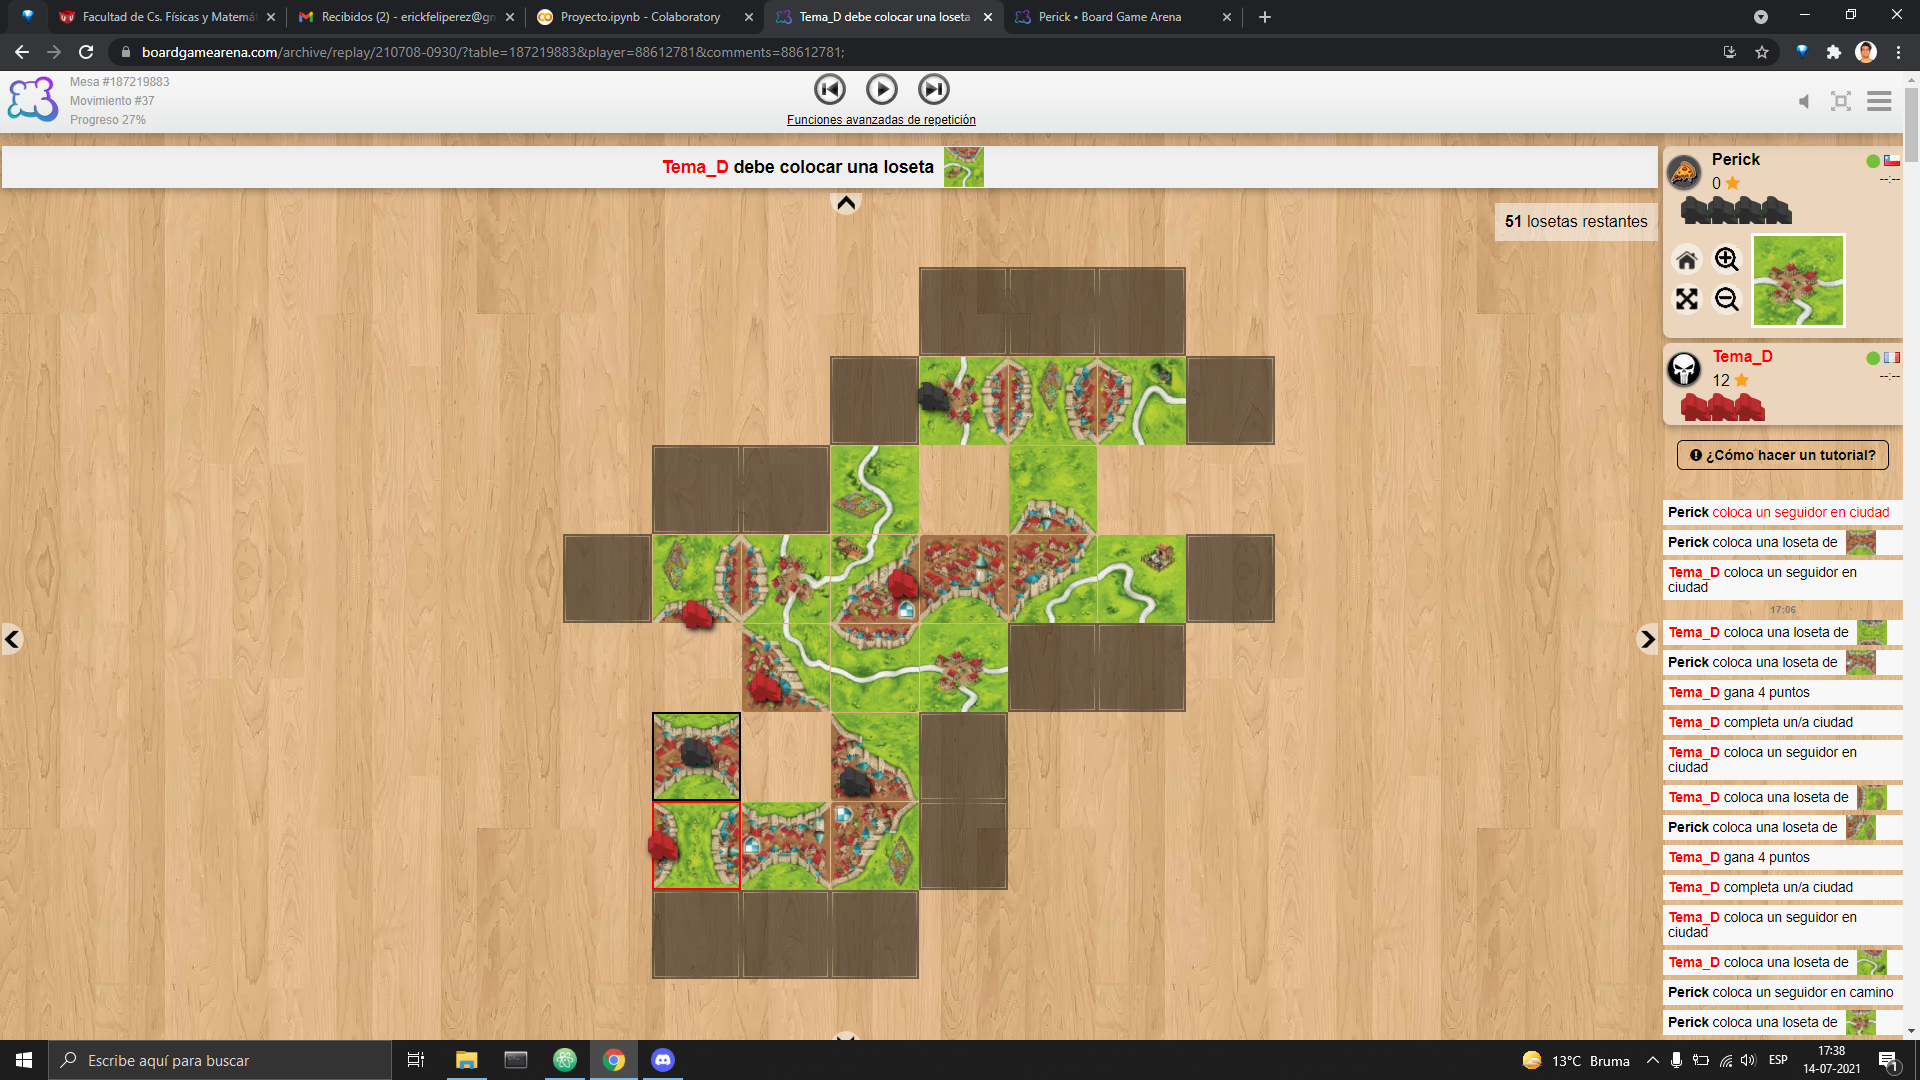 Facultad de Cs. Físicas y Matemá
Recibidos (2) - erickfeliperez@gm
Proyecto.ipynb - Colaboratory
Tema_D debe colocar una loseta
Perick • Board Game Arena
boardgamearena.com/archive/replay/210708-0930/?table=187219883&player=88612781&comments=88612781;
Mesa #187219883
Movimiento #37
Progreso 27%
Funciones avanzadas de repetición
Tema_D debe colocar una loseta
51 losetas restantes
Perick
0
--:--
Tema_D
12
--:--
¿Cómo hacer un tutorial?
Perick coloca un seguidor en ciudad
Perick coloca una loseta de
Tema_D coloca un seguidor en
ciudad
17:06
Tema_D coloca una loseta de
Perick coloca una loseta de
Tema_D gana 4 puntos
Tema_D completa un/a ciudad
Tema_D coloca un seguidor en
ciudad
Tema_D coloca una loseta de
Perick coloca una loseta de
Tema_D gana 4 puntos
Tema_D completa un/a ciudad
Tema_D coloca un seguidor en
ciudad
Tema_D coloca una loseta de
Perick coloca un seguidor en camino
Perick coloca una loseta de
Escribe aquí para buscar
13°C Bruma
ESP
17:38
14-07-2021
1